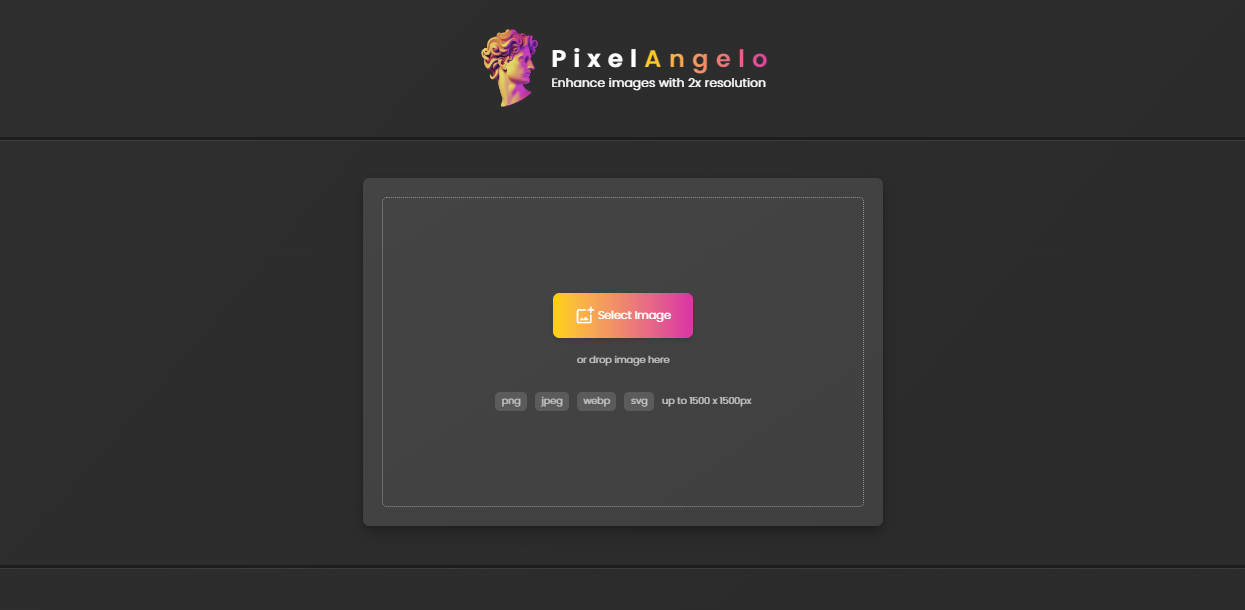 PixelAngelo
Enhance images with 2x resolution
Select Image
or drop image here
png jpeg webp svg up to 1500 x 1500px